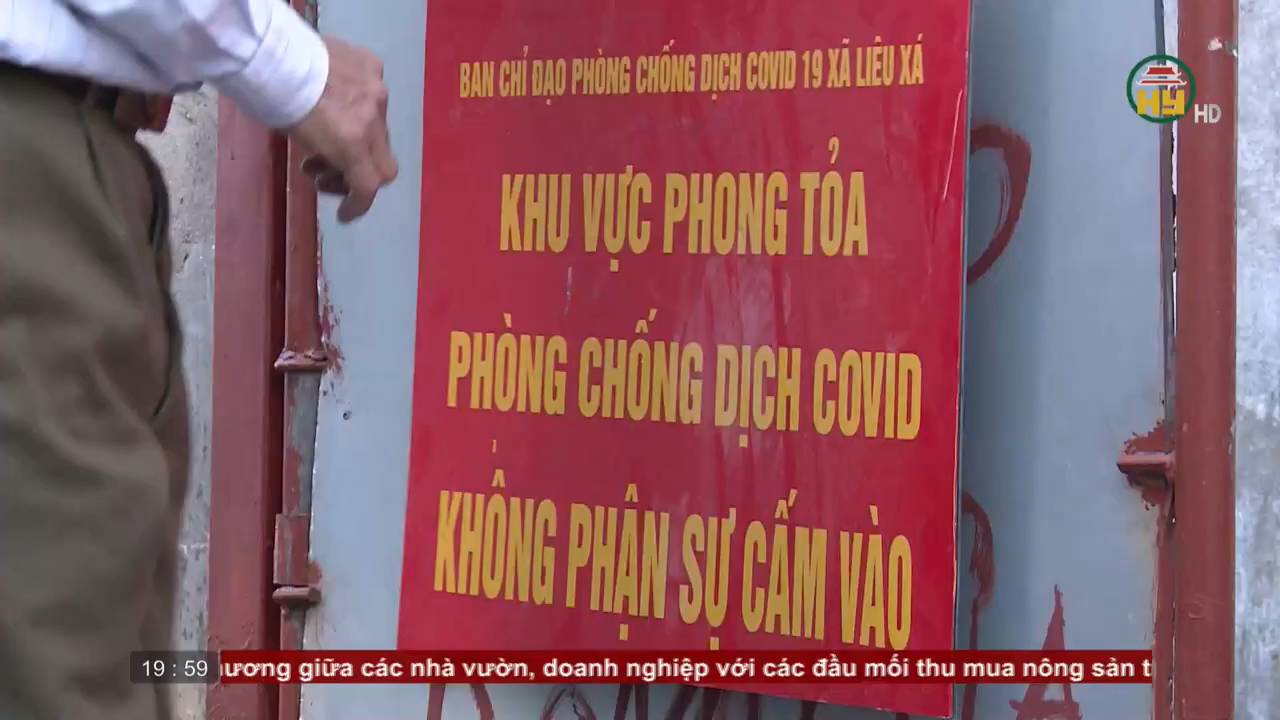 BAN CHỈ ĐẠO PHÒNG CHỐNG DỊCH COVID 19 XÃ LIÊU XÁ
HY HD
KHU VỰC PHONG TỎA
PHÒNG CHỐNG DỊCH COVID
KHÔNG PHẬN SỰ CẤM VÀO
19 : 59 hương giữa các nhà vườn, doanh nghiệp với các đầu mối thu mua nông sản t